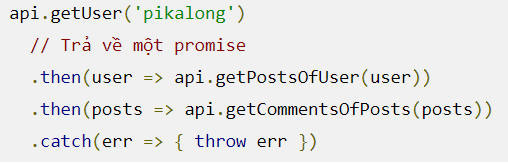 api.getUser('pikalong')
  // Trả về một promise
  .then(user => api.getPostsOfUser(user))
  .then(posts => api.getCommentsOfPosts(posts))
  .catch(err => { throw err })